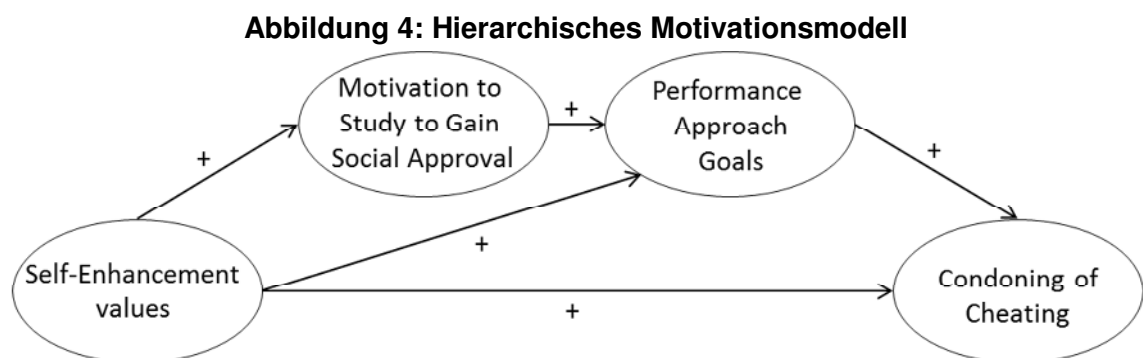 Abbildung 4: Hierarchisches Motivationsmodell
Motivation to
Study to Gain
Social Approval
+
Performance
Approach
Goals
+
+
+
Self-Enhancement
values
+
Condoning of
Cheating